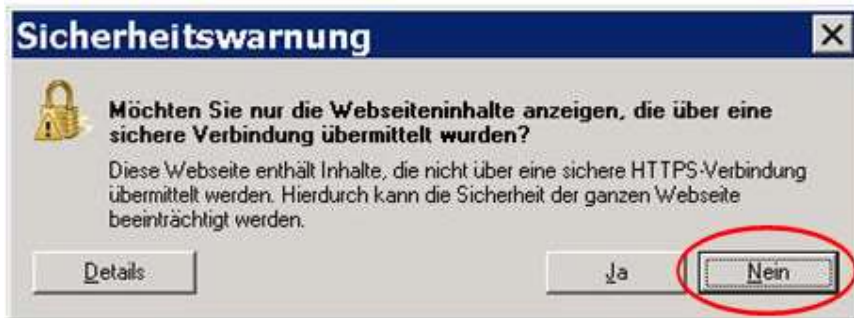 Sicherheitswarnung
Möchten Sie nur die Webseiteninhalte anzeigen, die über eine
sichere Verbindung übermittelt wurden?
Diese Webseite enthält Inhalte, die nicht über eine sichere HTTPS-Verbindung
übermittelt werden. Hierdurch kann die Sicherheit der ganzen Webseite
beeinträchtigt werden.
Details
Ja
Nein